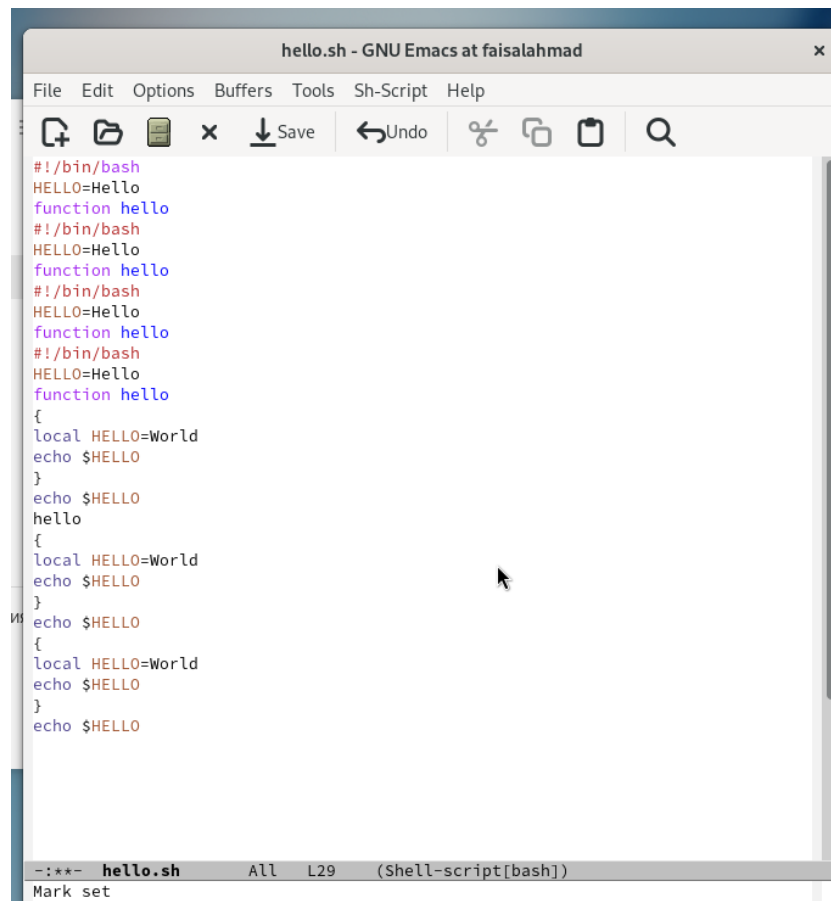 hello.sh - GNU Emacs at faisalahmad
File Edit Options Buffers Tools Sh-Script Help
Save Undo
#!/bin/bash
HELLO=Hello
function hello
#!/bin/bash
HELLO=Hello
function hello
#!/bin/bash
HELLO=Hello
function hello
#!/bin/bash
HELLO=Hello
function hello
{
local HELLO=World
echo $HELLO
}
echo $HELLO
hello
{
local HELLO=World
echo $HELLO
}
echo $HELLO
{
local HELLO=World
echo $HELLO
}
echo $HELLO
-:**- hello.sh All L29 (Shell-script[bash])
Mark set